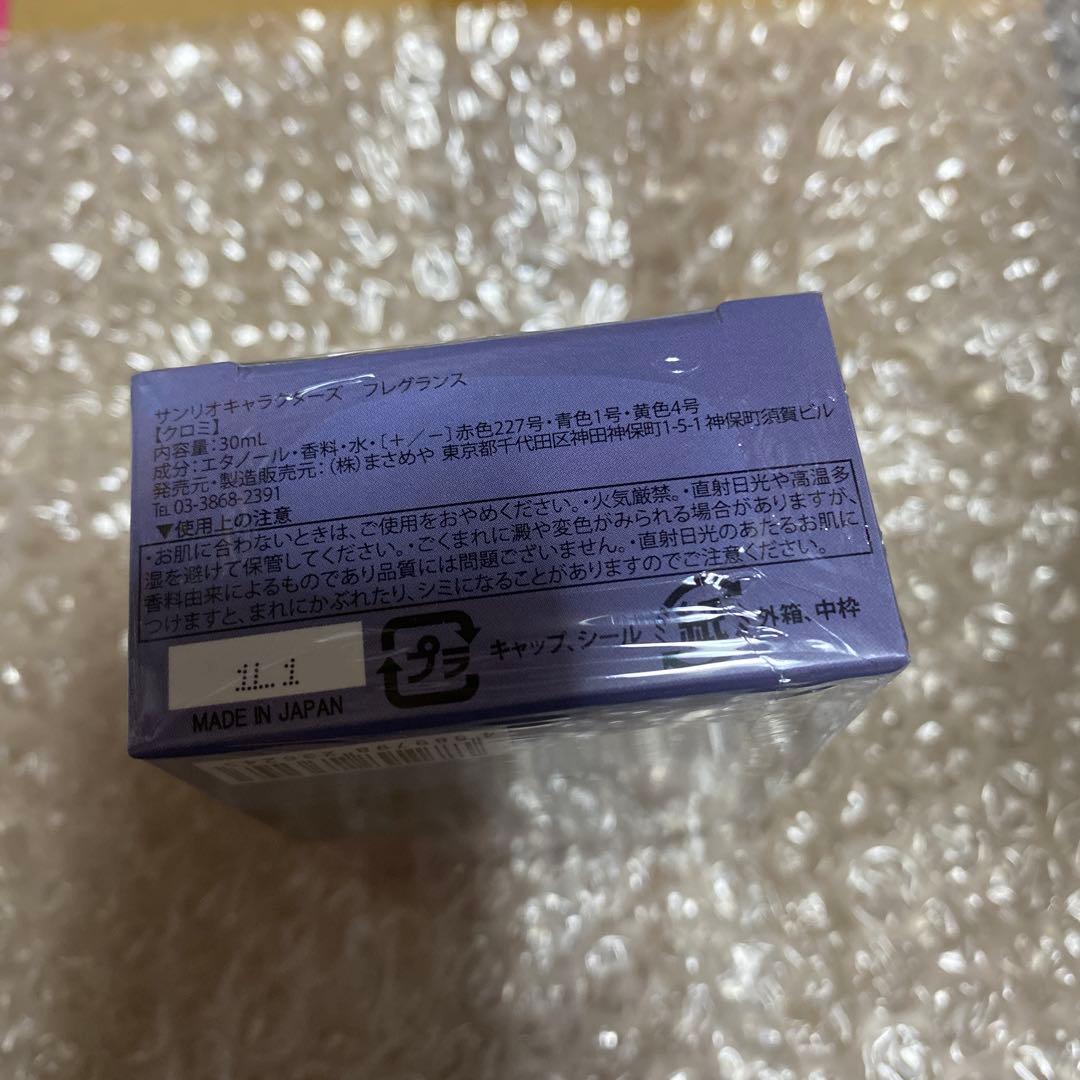 サンリオキャラクターズ フレグランス
【クロミ】
内容量：30mL
成分：エタノール・香料・水・[＋/－]赤色227号・青色1号・黄色4号
発売元・製造販売元：（株）まさめや 東京都千代田区神田神保町1-5-1 神保町須賀ビル
℡ 03-3868-2391
▼使用上の注意
・お肌に合わないときは、ご使用をおやめください。・火気厳禁。・直射日光や高温多
湿を避けて保管してください。・ごくまれに澱や変色がみられる場合がありますが、
香料由来によるものであり品質には問題ございません。・直射日光のあたるお肌に
つけますと、まれにかぶれたり、シミになることがありますのでご注意ください。
1L1
プラ キャップ、シール 紙 外箱、中枠
MADE IN JAPAN